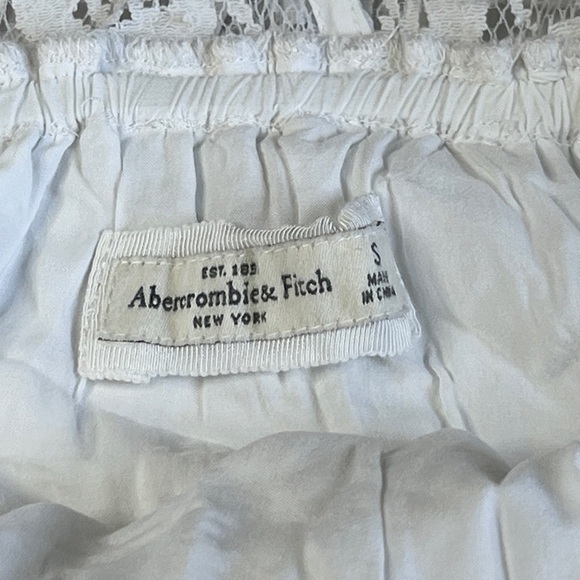 EST. 189
Abercrombie & Fitch
NEW YORK
S
MADE
IN CHINA